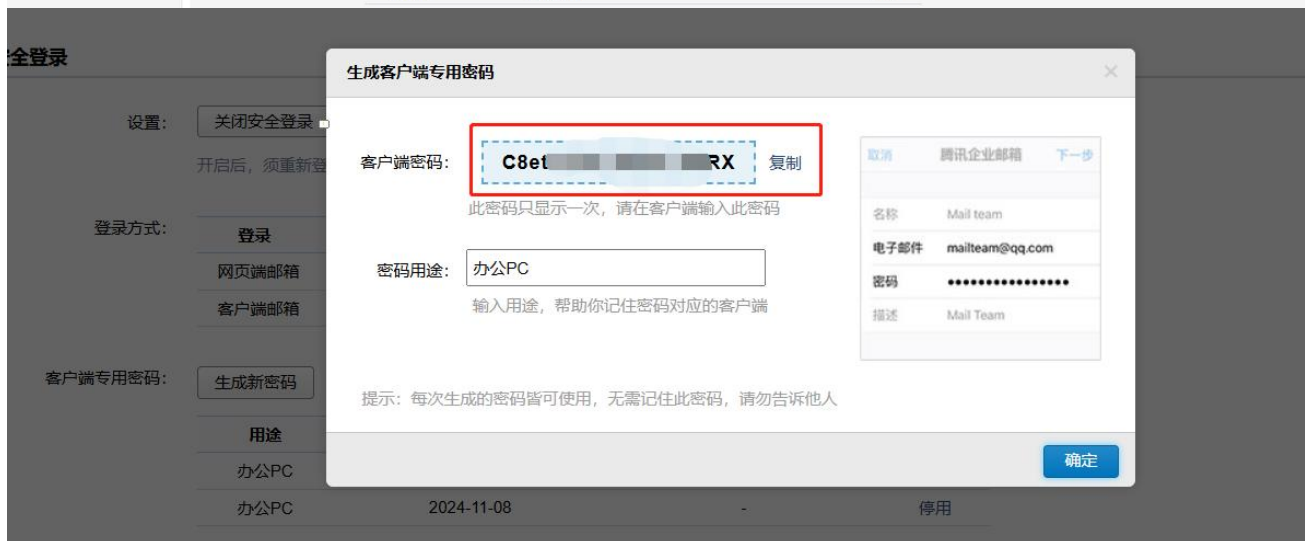 全登录
生成客户端专用密码
设置：
关闭安全登录
开启后，须重新登
客户端密码：
C8et
RX
复制
此密码只显示一次，请在客户端输入此密码
登录方式：
登录
网页端邮箱
客户端邮箱
密码用途：
办公PC
输入用途，帮助你记住密码对应的客户端
取消
腾讯企业邮箱
下一步
名称
Mail team
电子邮件
mailteam@qq.com
密码
••••••••••••••••
描述
Mail Team
客户端专用密码：
生成新密码
提示：每次生成的密码皆可使用，无需记住此密码，请勿告诉他人
用途
确定
办公PC
办公PC
2024-11-08
-
停用